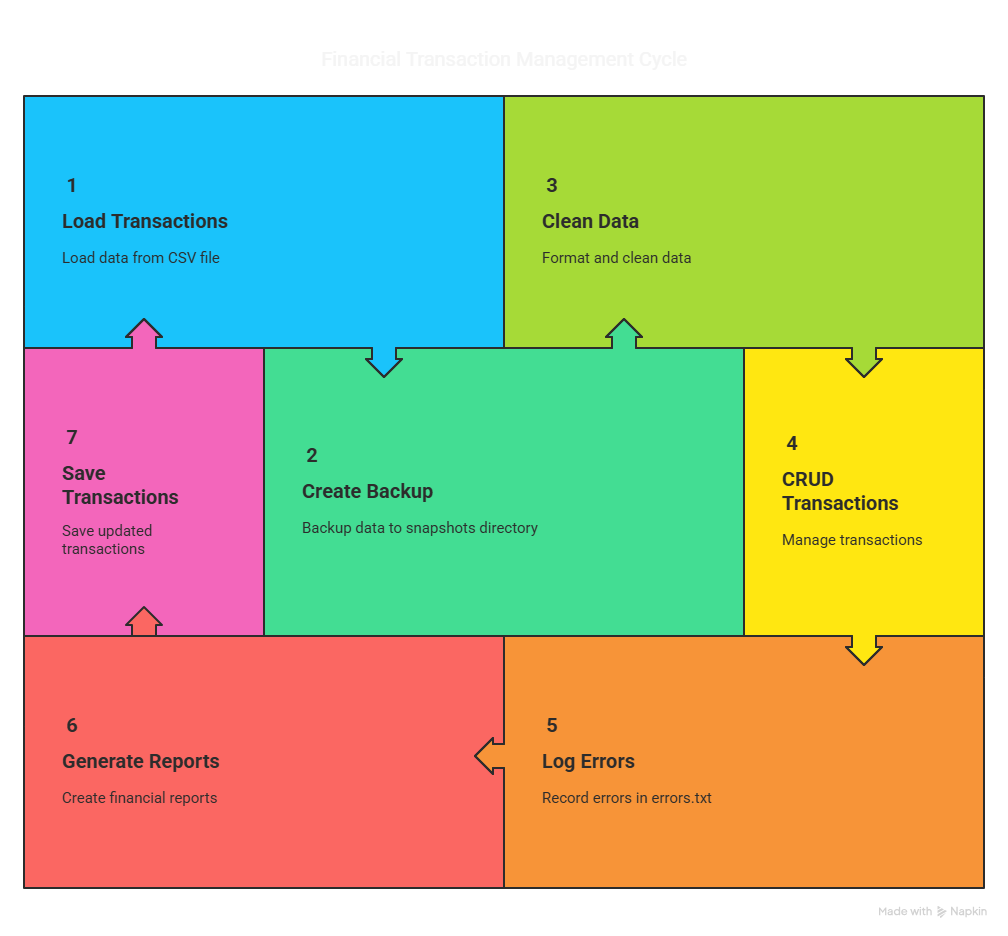 Financial Transaction Management Cycle
1
Load Transactions
Load data from CSV file
3
Clean Data
Format and clean data
7
Save
Transactions
Save updated
transactions
2
Create Backup
Backup data to snapshots directory
4
CRUD
Transactions
Manage transactions
6
Generate Reports
Create financial reports
5
Log Errors
Record errors in errors.txt
Made with Napkin